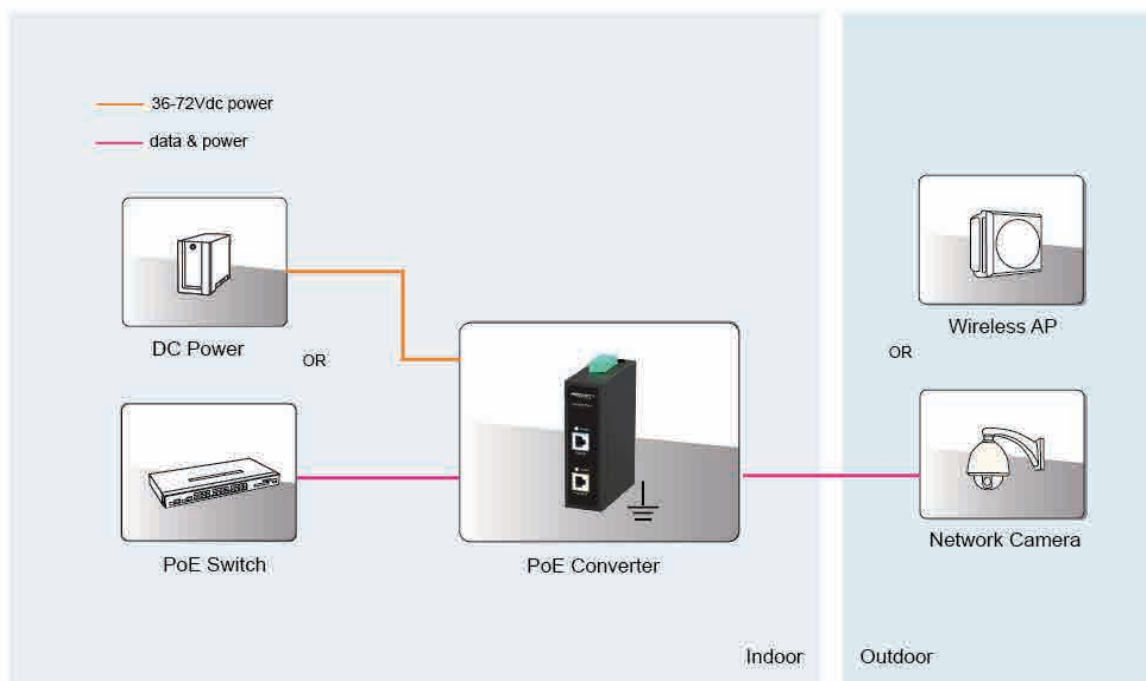 36-72Vdc power
data & power
DC Power
OR
PoE Switch
PoE Converter
Wireless AP
OR
Network Camera
Indoor
Outdoor